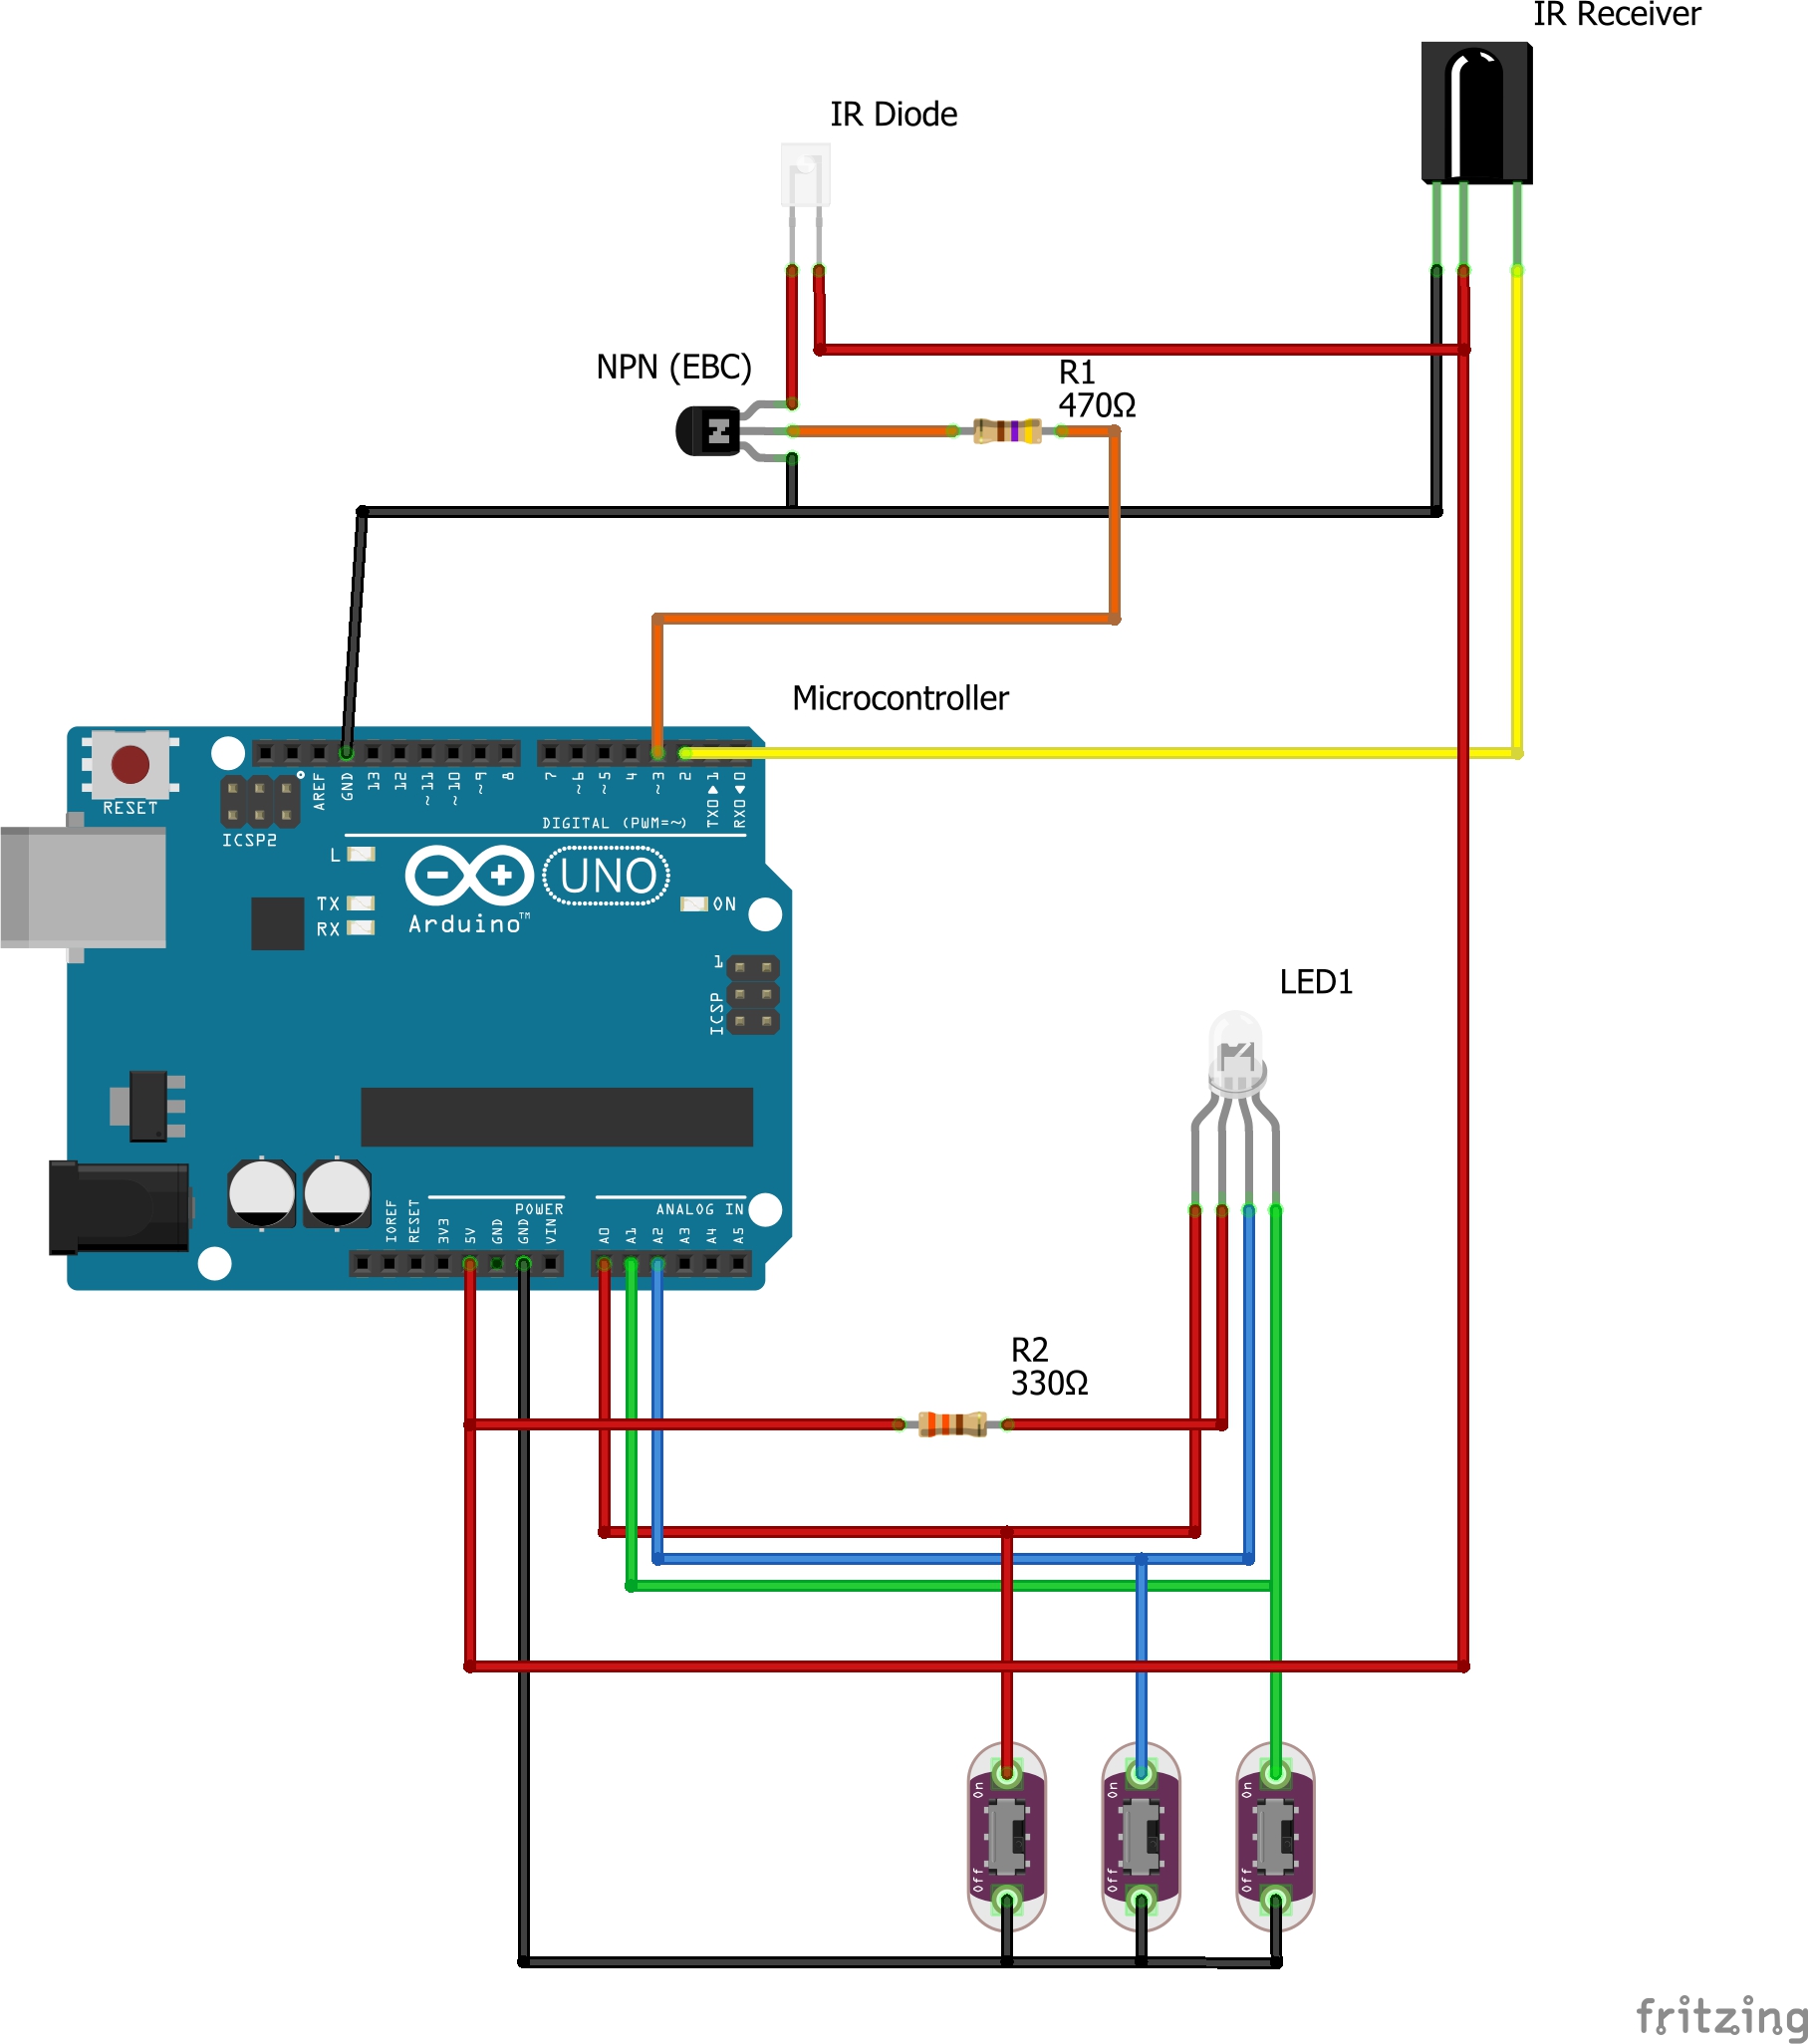 IR Receiver
IR Diode
NPN (EBC)
R1
470Ω
Microcontroller
RESET
ICSP2
AREF
GND
13
12
~11
~10
~9
8
7
~6
~5
4
~3
2
TX0▶1
RX0◀0
DIGITAL (PWM=~)
L
TX
RX
UNO
Arduino™
ON
1
ICSP
LED1
IOREF
RESET
3V3
5V
GND
GND
VIN
POWER
A0
A1
A2
A3
A4
A5
ANALOG IN
R2
330Ω
On
On
On
Off
Off
Off
fritzing